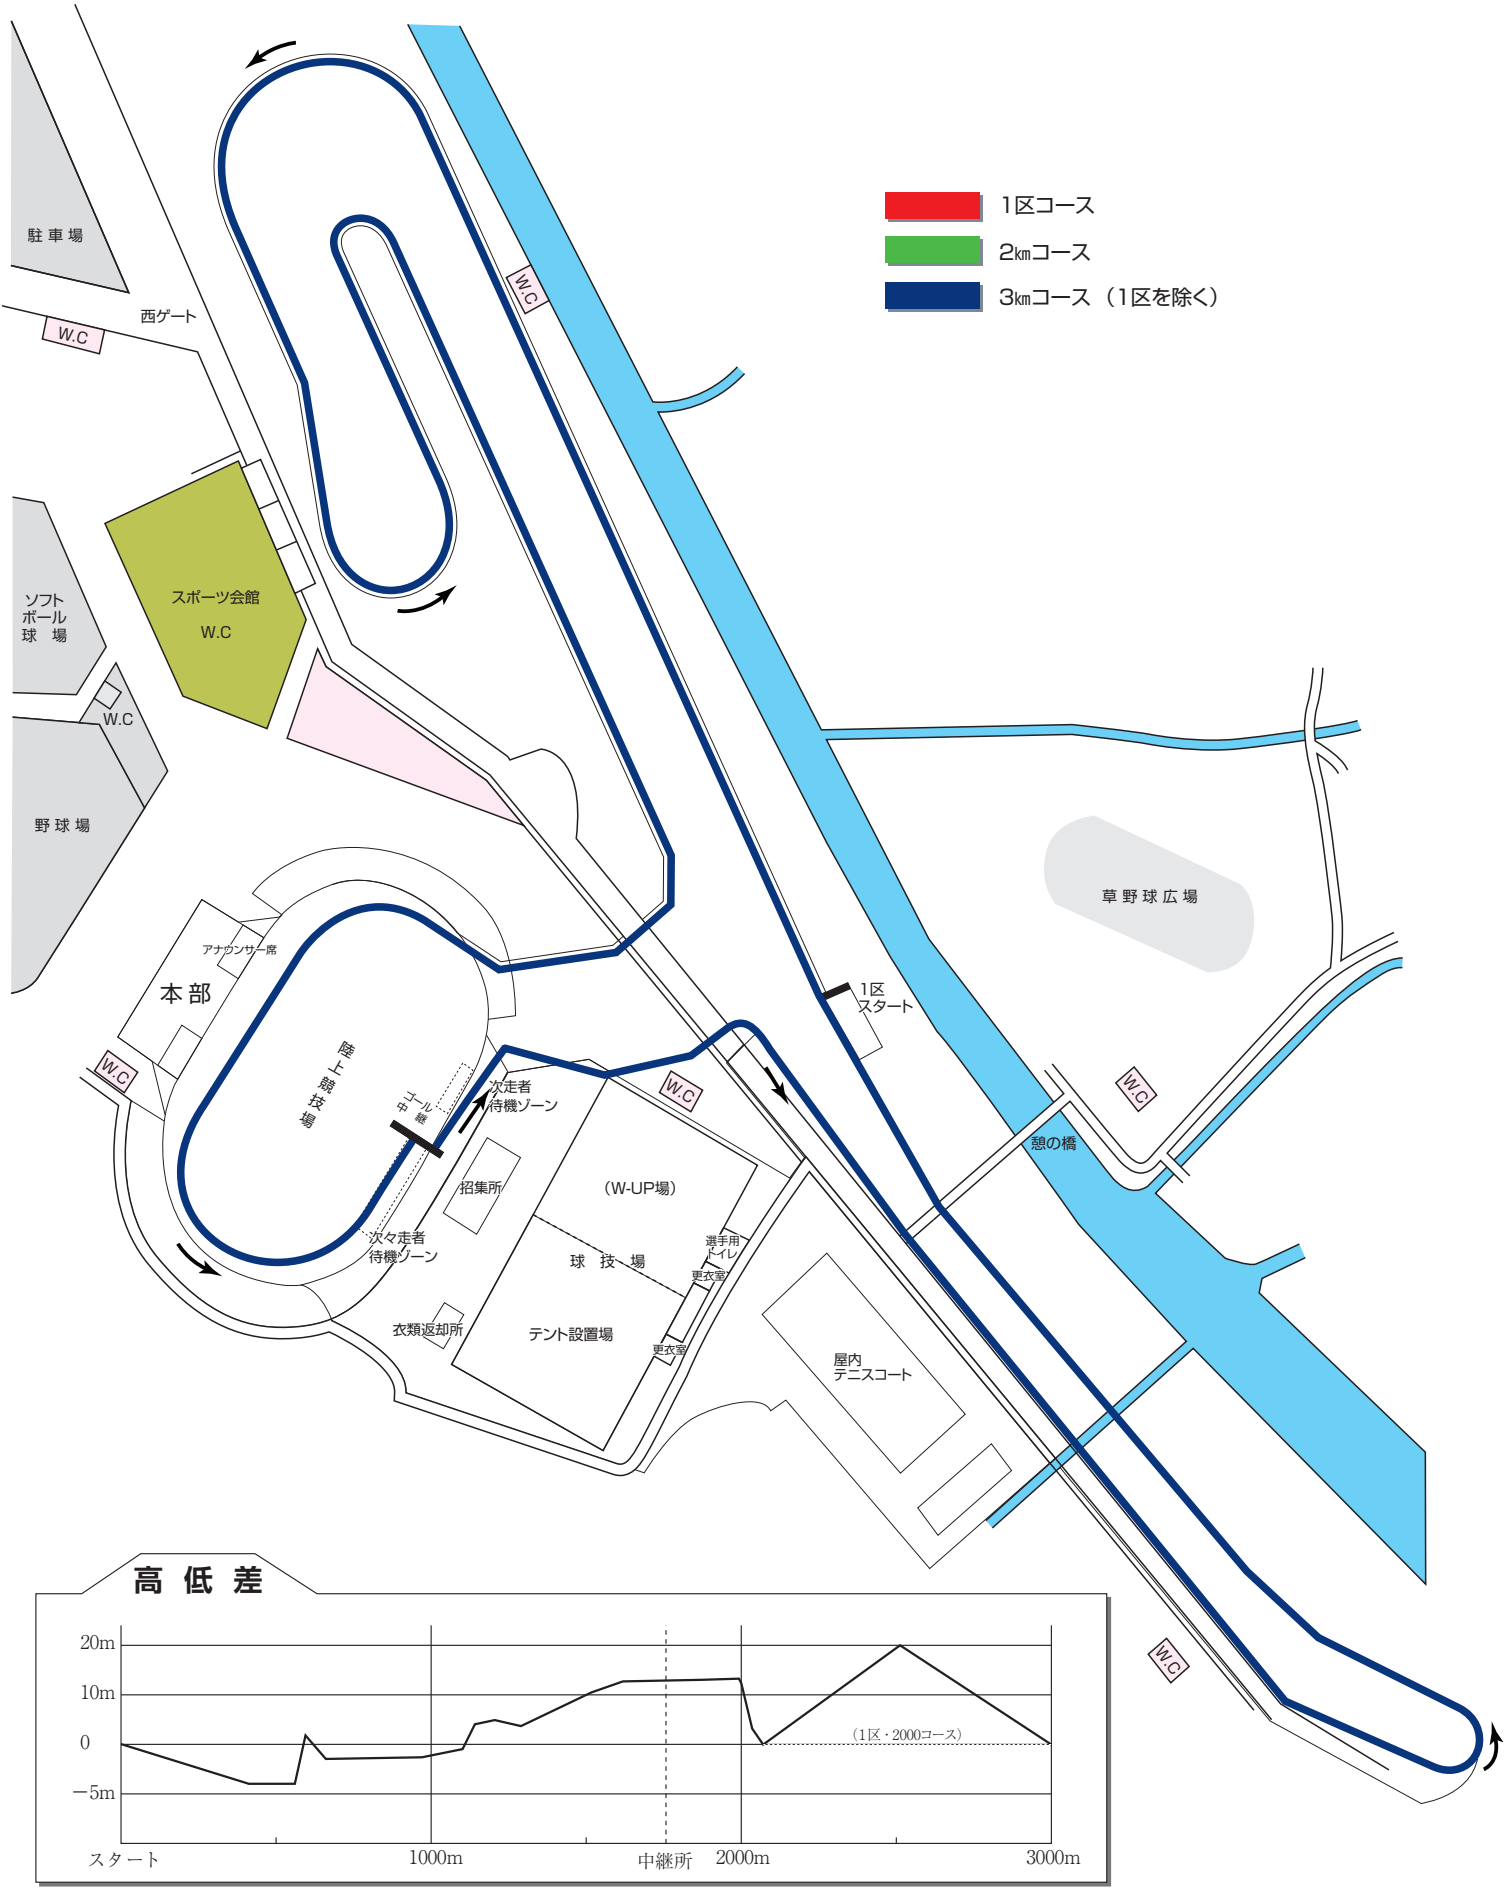 1区コース
2㎞コース
3㎞コース（1区を除く）
駐車場
西ゲート
W.C
W.C
スポーツ会館
W.C
ソフト
ボール
球　場
W.C
野球場
草野球広場
アナウンサー席
本部
1区
スタート
W.C
陸上競技場
ゴール
中継
次走者
待機ゾーン
W.C
W.C
憩の橋
招集所
（W-UP場）
次々走者
待機ゾーン
球　技　場
選手用
トイレ
更衣室
衣類返却所
テント設置場
更衣室
屋内
テニスコート
W.C
高低差
20m
10m
0
－5m
（1区・2000コース）
スタート
1000m
中継所
2000m
3000m